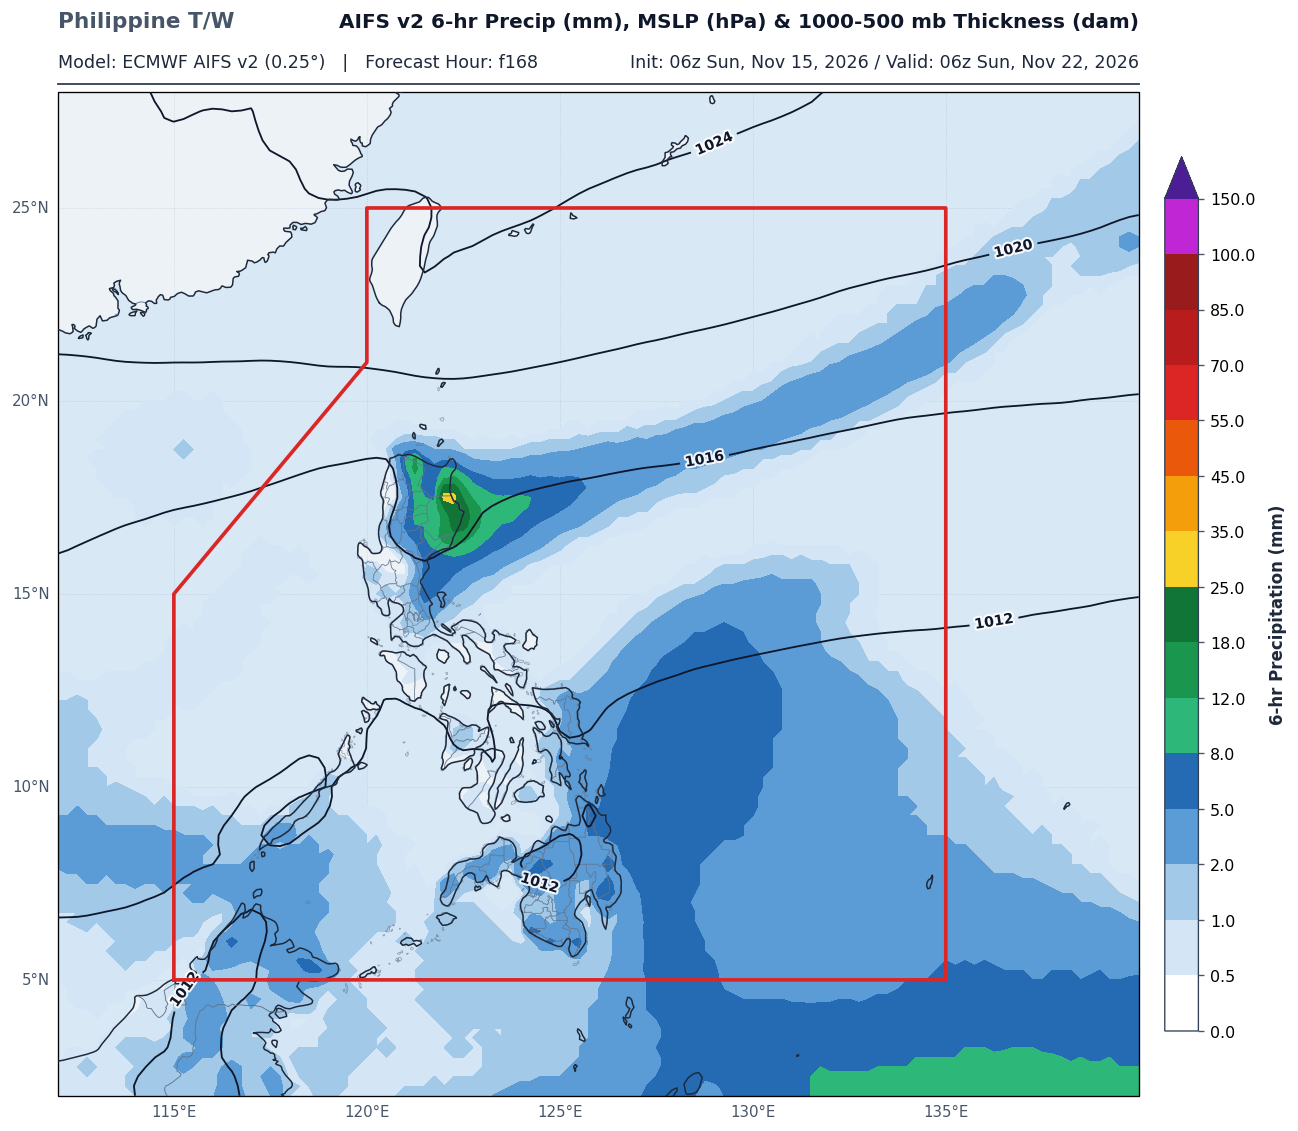 Philippine T/W
AIFS v2 6-hr Precip (mm), MSLP (hPa) & 1000-500 mb Thickness (dam)
Model: ECMWF AIFS v2 (0.25°) | Forecast Hour: f168
Init: 06z Sun, Nov 15, 2026 / Valid: 06z Sun, Nov 22, 2026
1024
1020
1016
1012
1012
1012
25°N
20°N
15°N
10°N
5°N
115°E
120°E
125°E
130°E
135°E
150.0
100.0
85.0
70.0
55.0
45.0
35.0
25.0
18.0
12.0
8.0
5.0
2.0
1.0
0.5
0.0
6-hr Precipitation (mm)